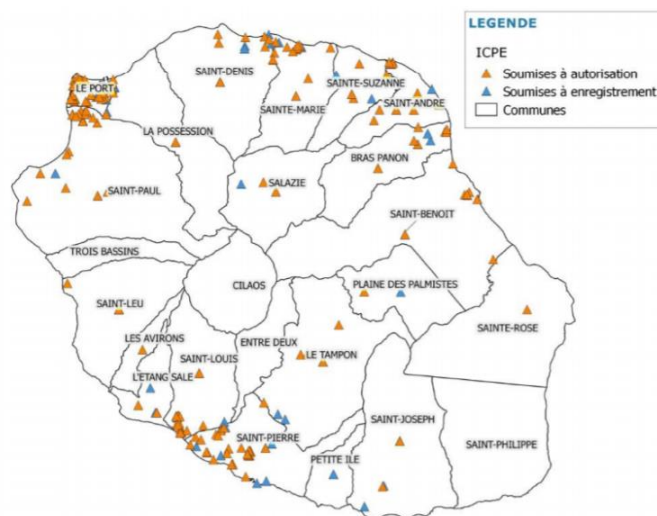 LEGENDE
ICPE
Soumises à autorisation
Soumises à enregistrement
Communes
LE PORT
SAINT-DENIS
SAINTE-MARIE
SAINTE-SUZANNE
SAINT-ANDRE
LA POSSESSION
BRAS PANON
SAINT-PAUL
SALAZIE
SAINT-BENOIT
TROIS BASSINS
CILAOS
PLAINE DES PALMISTES
SAINT-LEU
SAINTE-ROSE
LES AVIRONS
SAINT-LOUIS
ENTRE DEUX
LE TAMPON
L'ETANG SALE
SAINT-PIERRE
SAINT-JOSEPH
SAINT-PHILIPPE
PETITE ILE